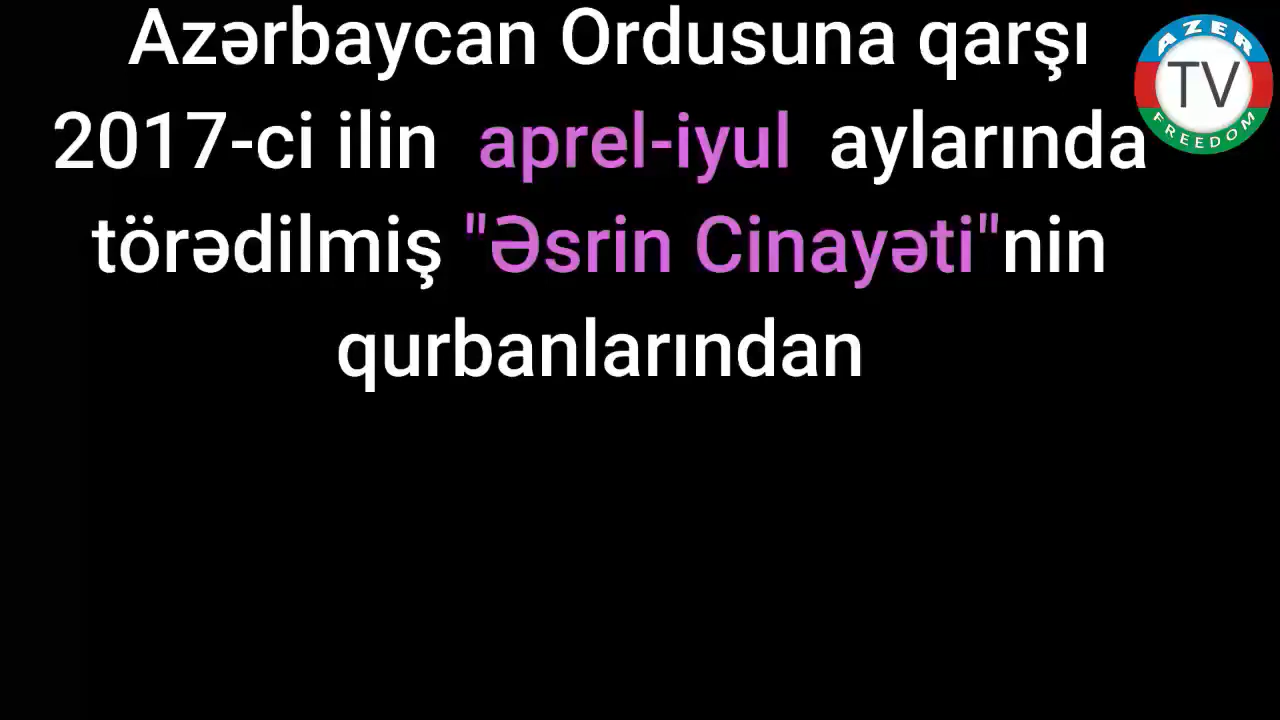 Azərbaycan Ordusuna qarşı
2017-ci ilin aprel-iyul aylarında
törədilmiş "Əsrin Cinayəti"nin
qurbanlarından
AZER
TV
FREEDOM